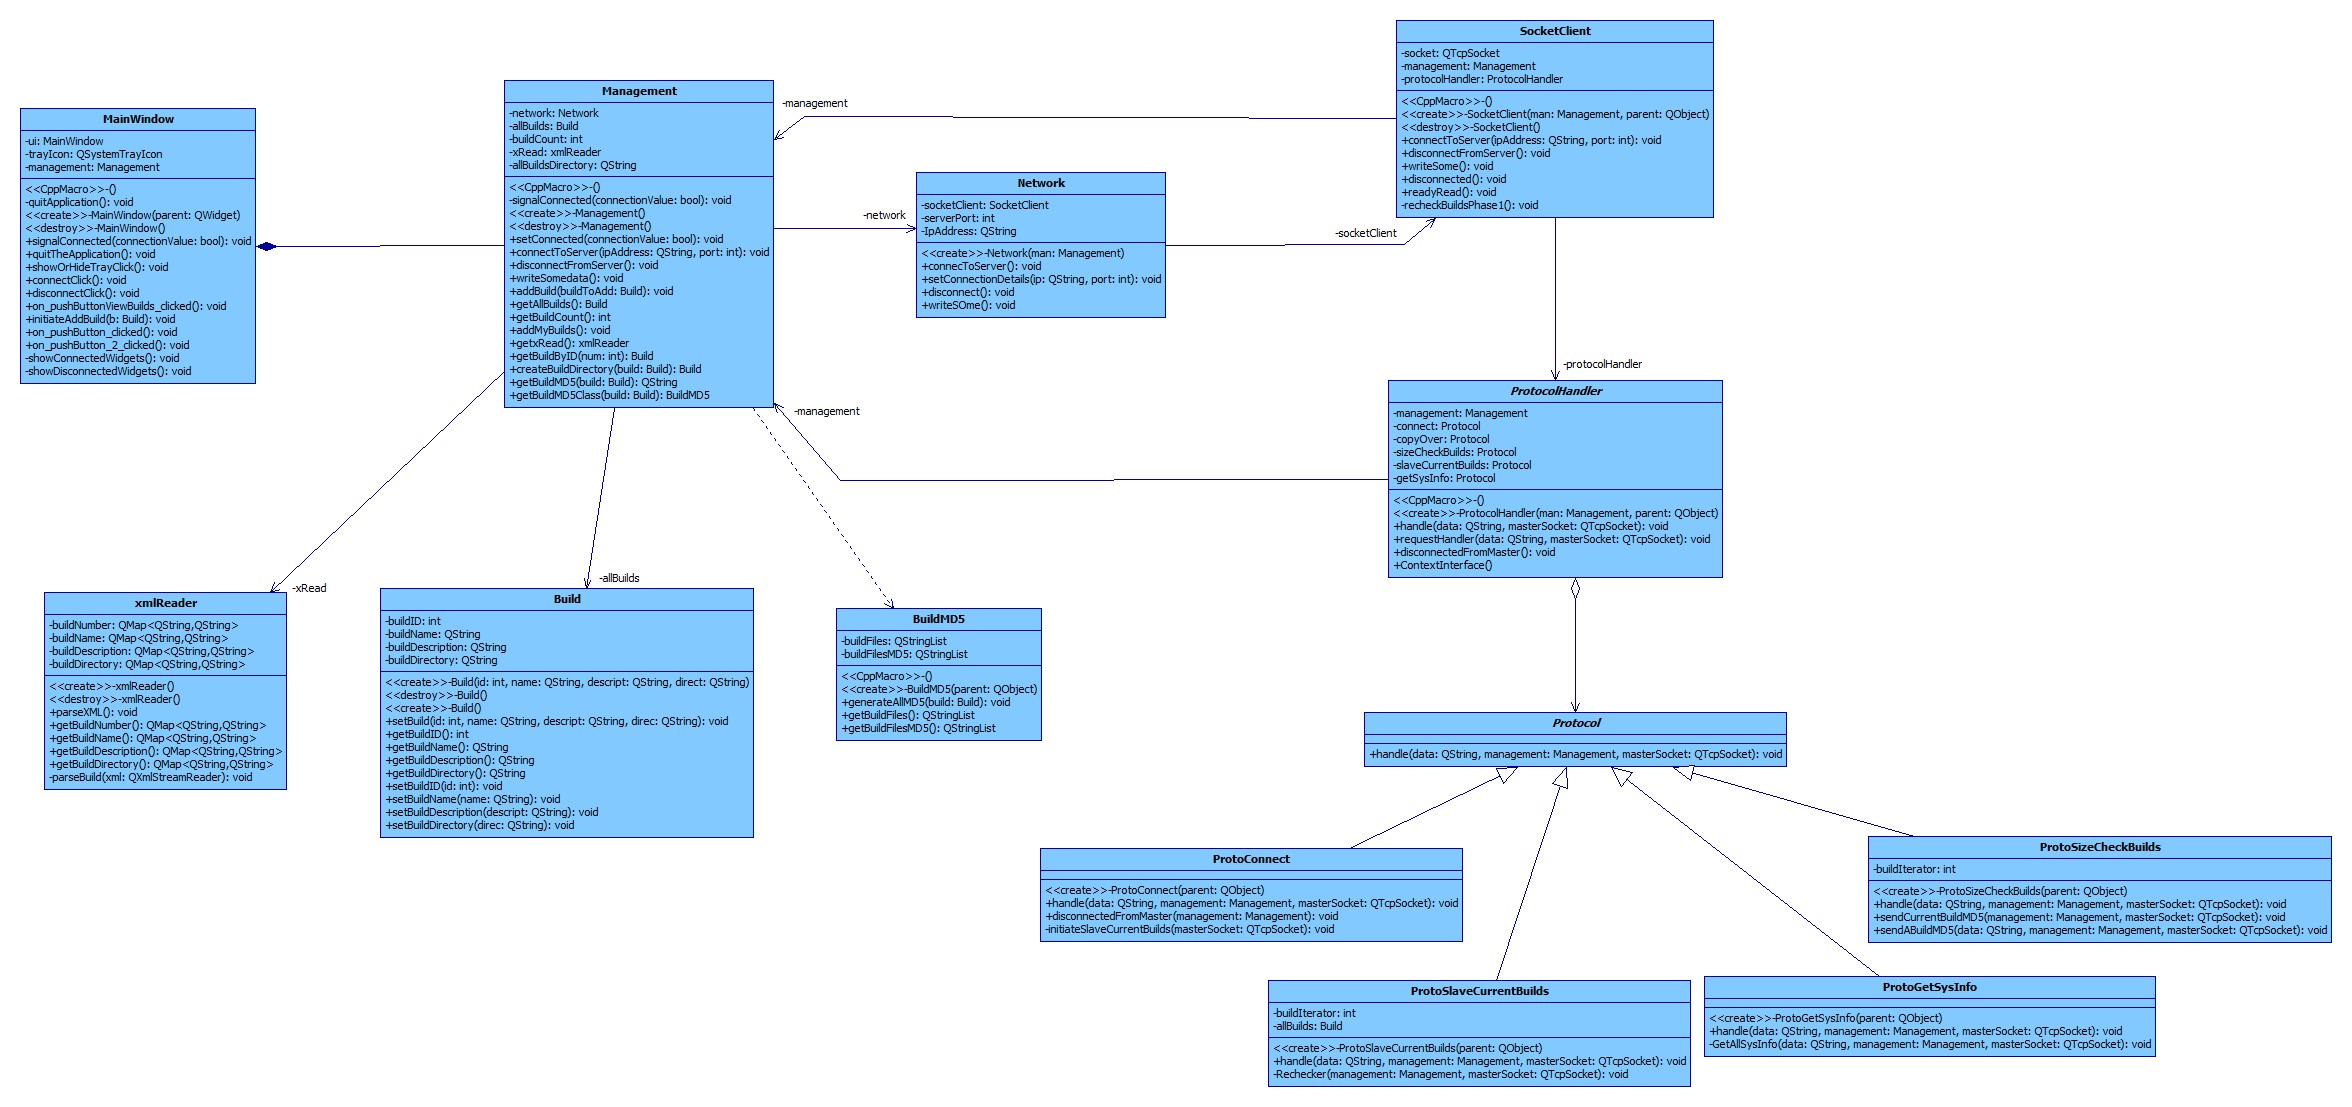 MainWindow
-ui: MainWindow
-trayIcon: QSystemTrayIcon
-management: Management
<<CppMacro>>-()
-quitApplication(): void
<<create>>-MainWindow(parent: QWidget)
<<destroy>>-MainWindow()
+signalConnected(connectionValue: bool): void
+quitTheApplication(): void
+showOrHideTrayClick(): void
+connectClick(): void
+disconnectClick(): void
+on_pushButtonViewBuilds_clicked(): void
+initiateAddBuild(b: Build): void
+on_pushButton_clicked(): void
+on_pushButton_2_clicked(): void
-showConnectedWidgets(): void
-showDisconnectedWidgets(): void
Management
-network: Network
-allBuilds: Build
-buildCount: int
-xRead: xmlReader
-allBuildsDirectory: QString
<<CppMacro>>-()
-signalConnected(connectionValue: bool): void
<<create>>-Management()
<<destroy>>-Management()
+setConnected(connectionValue: bool): void
+connectToServer(ipAddress: QString, port: int): void
+disconnectFromServer(): void
+writeSomedata(): void
+addBuild(buildToAdd: Build): void
+getAllBuilds(): Build
+getBuildCount(): int
+addMyBuilds(): void
+getxRead(): xmlReader
+getBuildByID(num: int): Build
+createBuildDirectory(build: Build): Build
+getBuildMD5(build: Build): QString
+getBuildMD5Class(build: Build): BuildMD5
-management
-network
Network
-socketClient: SocketClient
-serverPort: int
-IpAddress: QString
<<create>>-Network(man: Management)
+connecToServer(): void
+setConnectionDetails(ip: QString, port: int): void
+disconnect(): void
+writeSOme(): void
-socketClient
SocketClient
-socket: QTcpSocket
-management: Management
-protocolHandler: ProtocolHandler
<<CppMacro>>-()
<<create>>-SocketClient(man: Management, parent: QObject)
<<destroy>>-SocketClient()
+connectToServer(ipAddress: QString, port: int): void
+disconnectFromServer(): void
+writeSome(): void
+disconnected(): void
+readyRead(): void
-recheckBuildsPhase1(): void
-protocolHandler
-management
ProtocolHandler
-management: Management
-connect: Protocol
-copyOver: Protocol
-sizeCheckBuilds: Protocol
-slaveCurrentBuilds: Protocol
-getSysInfo: Protocol
<<CppMacro>>-()
<<create>>-ProtocolHandler(man: Management, parent: QObject)
+handle(data: QString, masterSocket: QTcpSocket): void
+requestHandler(data: QString, masterSocket: QTcpSocket): void
+disconnectedFromMaster(): void
+ContextInterface()
-xRead
xmlReader
-buildNumber: QMap<QString,QString>
-buildName: QMap<QString,QString>
-buildDescription: QMap<QString,QString>
-buildDirectory: QMap<QString,QString>
<<create>>-xmlReader()
<<destroy>>-xmlReader()
+parseXML(): void
+getBuildNumber(): QMap<QString,QString>
+getBuildName(): QMap<QString,QString>
+getBuildDescription(): QMap<QString,QString>
+getBuildDirectory(): QMap<QString,QString>
-parseBuild(xml: QXmlStreamReader): void
-allBuilds
Build
-buildID: int
-buildName: QString
-buildDescription: QString
-buildDirectory: QString
<<create>>-Build(id: int, name: QString, descript: QString, direct: QString)
<<destroy>>-Build()
<<create>>-Build()
+setBuild(id: int, name: QString, descript: QString, direc: QString): void
+getBuildID(): int
+getBuildName(): QString
+getBuildDescription(): QString
+getBuildDirectory(): QString
+setBuildID(id: int): void
+setBuildName(name: QString): void
+setBuildDescription(descript: QString): void
+setBuildDirectory(direc: QString): void
BuildMD5
-buildFiles: QStringList
-buildFilesMD5: QStringList
<<CppMacro>>-()
<<create>>-BuildMD5(parent: QObject)
+generateAllMD5(build: Build): void
+getBuildFiles(): QStringList
+getBuildFilesMD5(): QStringList
Protocol
+handle(data: QString, management: Management, masterSocket: QTcpSocket): void
ProtoConnect
<<create>>-ProtoConnect(parent: QObject)
+handle(data: QString, management: Management, masterSocket: QTcpSocket): void
+disconnectedFromMaster(management: Management): void
-initiateSlaveCurrentBuilds(masterSocket: QTcpSocket): void
ProtoSizeCheckBuilds
-buildIterator: int
<<create>>-ProtoSizeCheckBuilds(parent: QObject)
+handle(data: QString, management: Management, masterSocket: QTcpSocket): void
+sendCurrentBuildMD5(management: Management, masterSocket: QTcpSocket): void
+sendABuildMD5(data: QString, management: Management, masterSocket: QTcpSocket): void
ProtoSlaveCurrentBuilds
-buildIterator: int
-allBuilds: Build
<<create>>-ProtoSlaveCurrentBuilds(parent: QObject)
+handle(data: QString, management: Management, masterSocket: QTcpSocket): void
-Rechecker(management: Management, masterSocket: QTcpSocket): void
ProtoGetSysInfo
<<create>>-ProtoGetSysInfo(parent: QObject)
+handle(data: QString, management: Management, masterSocket: QTcpSocket): void
-GetAllSysInfo(data: QString, management: Management, masterSocket: QTcpSocket): void